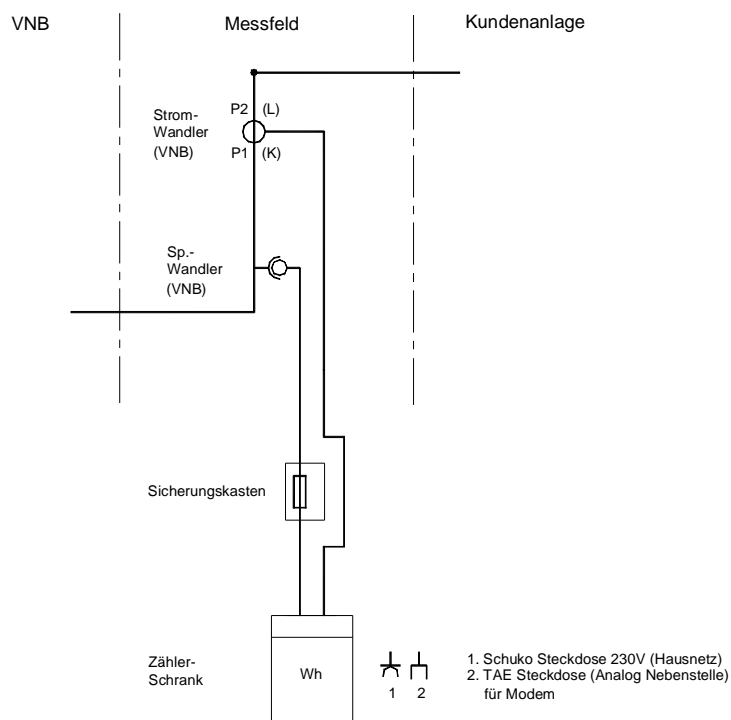 VNB
Messfeld
Kundenanlage
P2 (L)
Strom-
Wandler
(VNB)
P1 (K)
Sp.-
Wandler
(VNB)
Sicherungskasten
Zähler-
Schrank
Wh
1 2
1. Schuko Steckdose 230V (Hausnetz)
2. TAE Steckdose (Analog Nebenstelle)
für Modem